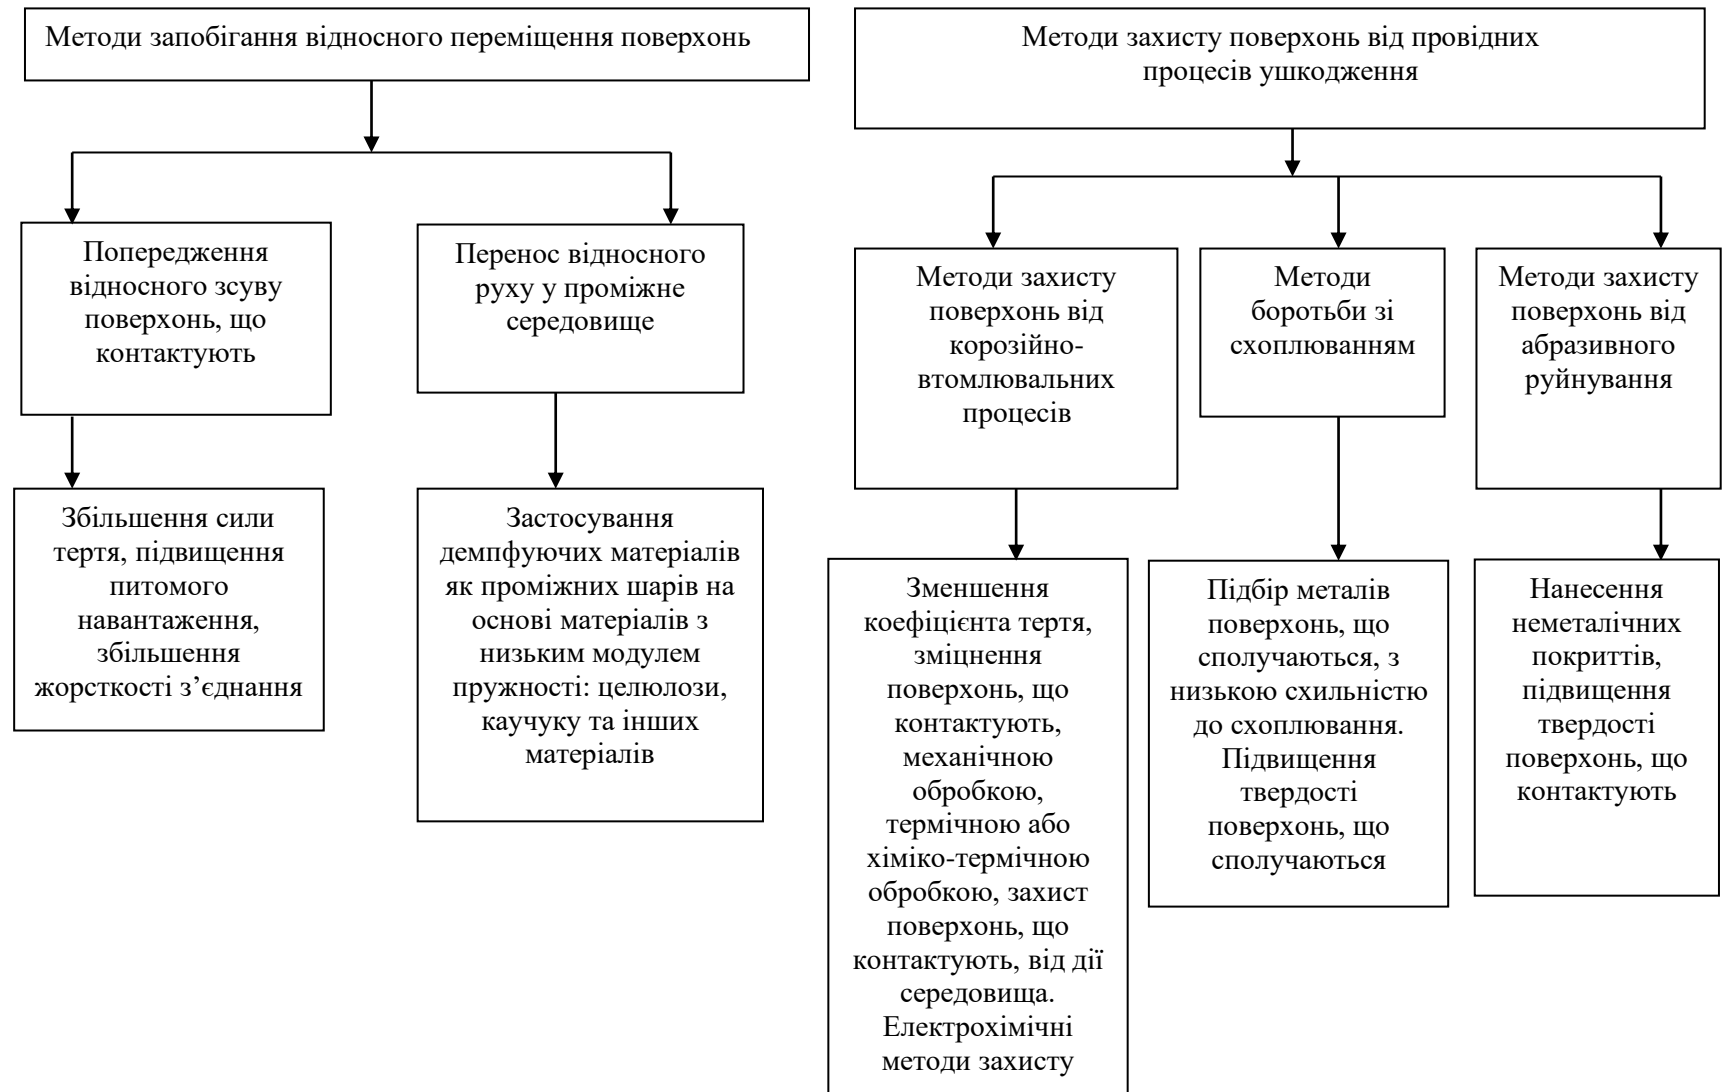 Методи запобігання відносного переміщення поверхонь
Методи захисту поверхонь від провідних
процесів ушкодження
Попередження
відносного зсуву
поверхонь, що
контактують
Перенос відносного
руху у проміжне
середовище
Методи захисту
поверхонь від
корозійно-
втомлювальних
процесів
Методи
боротьби зі
схоплюванням
Методи захисту
поверхонь від
абразивного
руйнування
Збільшення сили
тертя, підвищення
питомого
навантаження,
збільшення
жорсткості з’єднання
Застосування
демпфуючих матеріалів
як проміжних шарів на
основі матеріалів з
низьким модулем
пружності: целюлози,
каучуку та інших
матеріалів
Зменшення
коефіцієнта тертя,
зміцнення
поверхонь, що
контактують,
механічною
обробкою,
термічною або
хіміко-термічною
обробкою, захист
поверхонь, що
контактують, від дії
середовища.
Електрохімічні
методи захисту
Підбір металів
поверхонь, що
сполучаються, з
низькою схильністю
до схоплювання.
Підвищення
твердості
поверхонь, що
сполучаються
Нанесення
неметалічних
покриттів,
підвищення
твердості
поверхонь, що
контактують